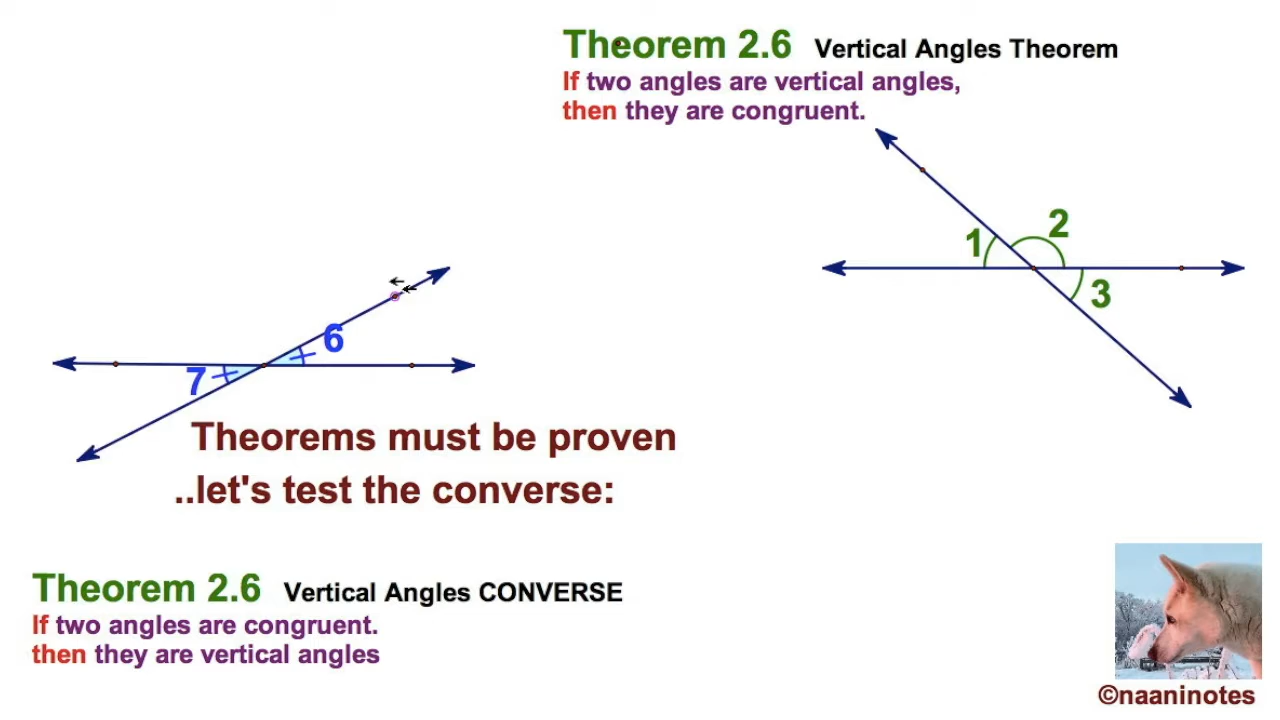 Theorem 2.6 Vertical Angles Theorem
If two angles are vertical angles,
then they are congruent.
1
2
3
6
7
Theorems must be proven
..let's test the converse:
Theorem 2.6 Vertical Angles CONVERSE
If two angles are congruent.
then they are vertical angles
©naaninotes